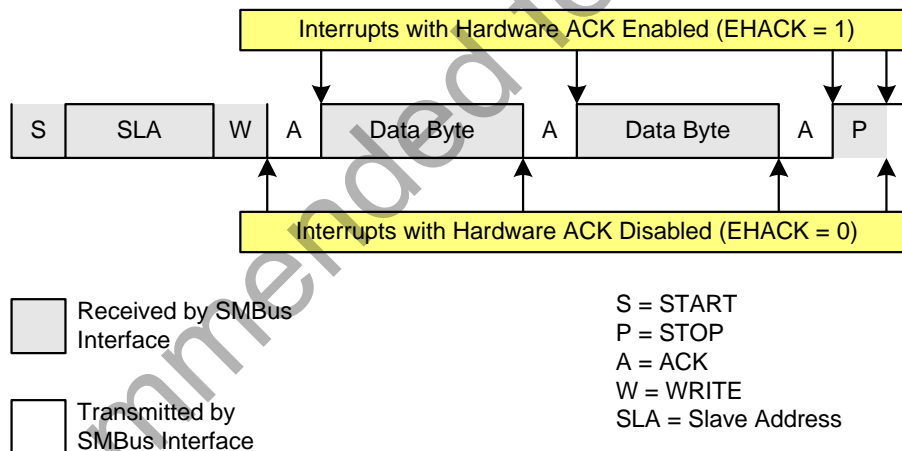 Interrupts with Hardware ACK Enabled (EHACK = 1)
S SLA W A Data Byte A Data Byte A P
Interrupts with Hardware ACK Disabled (EHACK = 0)
Received by SMBus
Interface
Transmitted by
SMBus Interface
S = START
P = STOP
A = ACK
W = WRITE
SLA = Slave Address